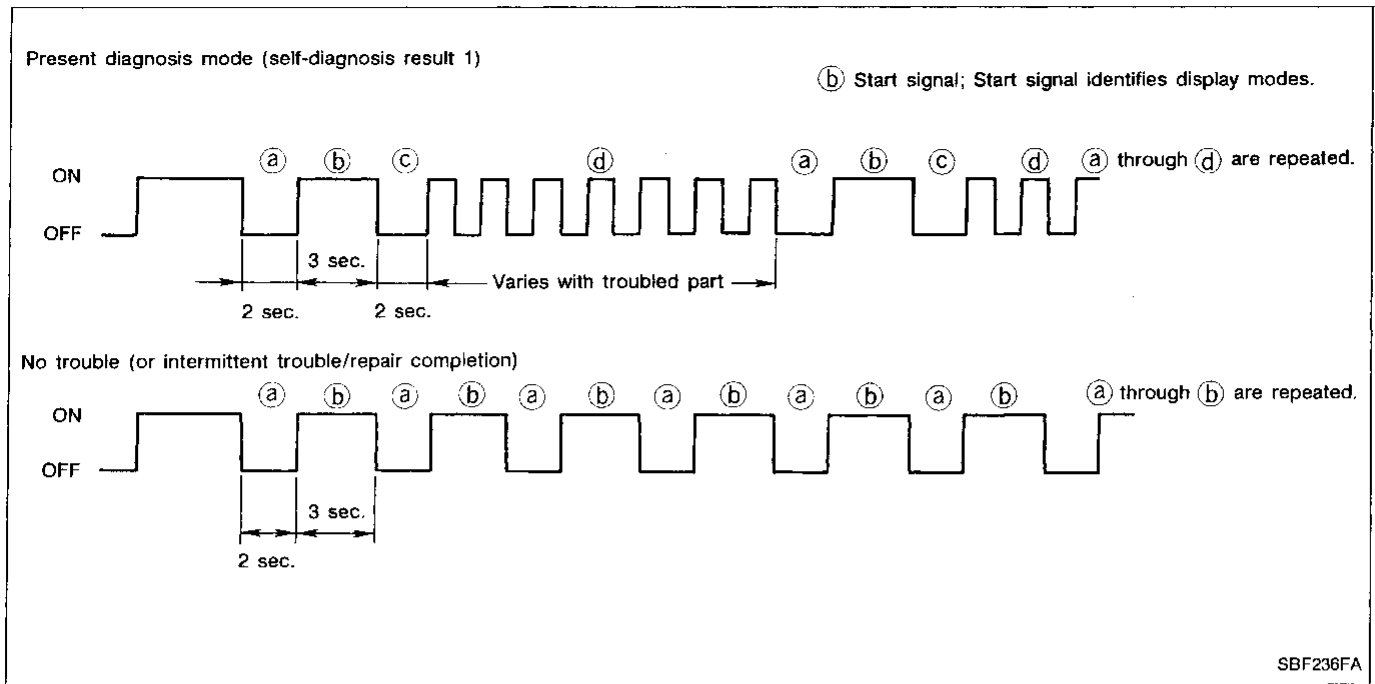 Present diagnosis mode (self-diagnosis result 1)
ⓑ Start signal; Start signal identifies display modes.
ⓐ ⓑ ⓒ ⓓ ⓐ ⓑ ⓒ ⓓ ⓐ through ⓓ are repeated.
ON
OFF
3 sec.
Varies with troubled part
2 sec. 2 sec.
No trouble (or intermittent trouble/repair completion)
ⓐ ⓑ ⓐ ⓑ ⓐ ⓑ ⓐ ⓑ ⓐ ⓑ ⓐ ⓑ ⓐ through ⓑ are repeated.
ON
OFF
3 sec.
2 sec.
SBF236FA